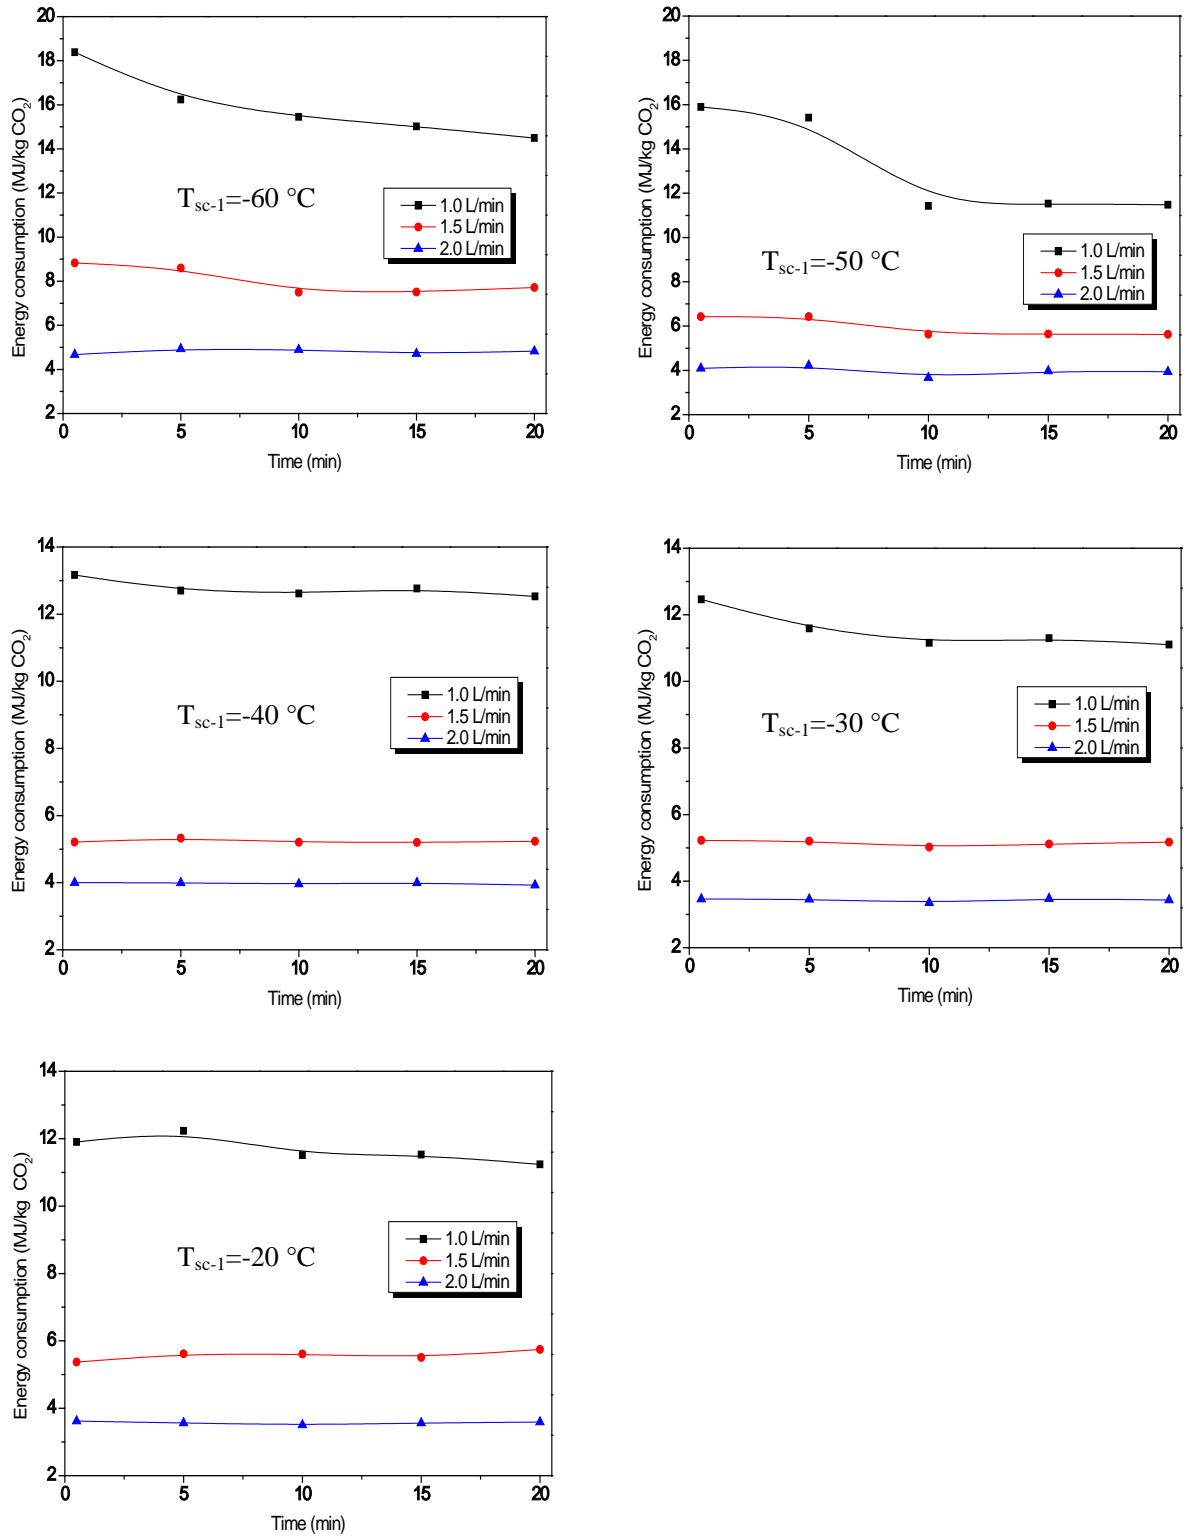 20
18
16
14
12
10
8
6
4
2
Energy consumption (MJ/kg CO₂)
T_sc-1=-60 °C
1.0 L/min
1.5 L/min
2.0 L/min
0 5 10 15 20
Time (min)
20
18
16
14
12
10
8
6
4
2
Energy consumption (MJ/kg CO₂)
T_sc-1=-50 °C
1.0 L/min
1.5 L/min
2.0 L/min
0 5 10 15 20
Time (min)
14
12
10
8
6
4
2
Energy consumption (MJ/kg CO₂)
T_sc-1=-40 °C
1.0 L/min
1.5 L/min
2.0 L/min
0 5 10 15 20
Time (min)
14
12
10
8
6
4
2
Energy consumption (MJ/kg CO₂)
T_sc-1=-30 °C
1.0 L/min
1.5 L/min
2.0 L/min
0 5 10 15 20
Time (min)
14
12
10
8
6
4
2
Energy consumption (MJ/kg CO₂)
T_sc-1=-20 °C
1.0 L/min
1.5 L/min
2.0 L/min
0 5 10 15 20
Time (min)